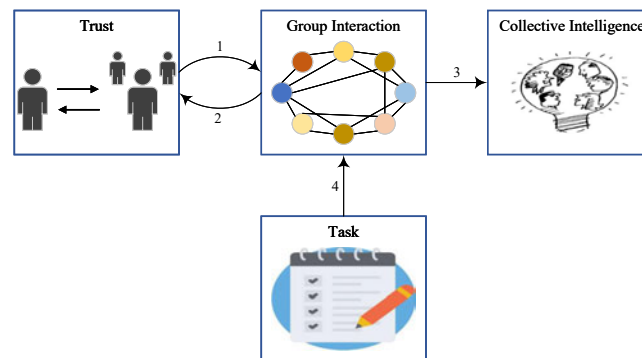 Trust
Group Interaction
Collective Intelligence
1
2
3
4
Task